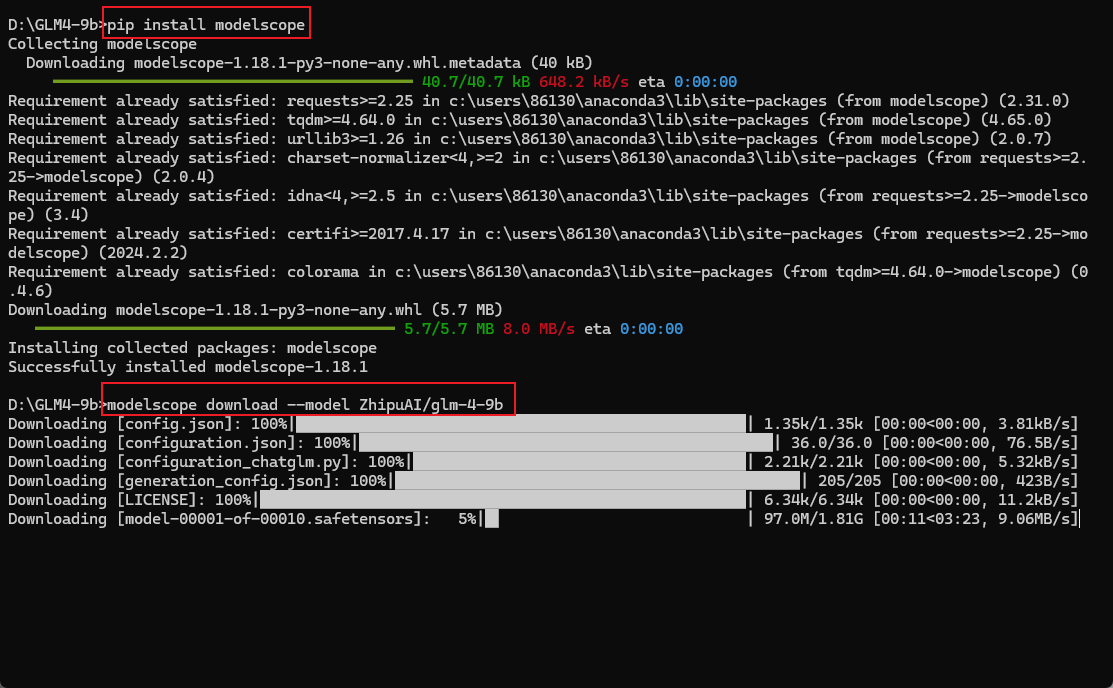 D:\GLM4-9b>pip install modelscope
Collecting modelscope
  Downloading modelscope-1.18.1-py3-none-any.whl.metadata (40 kB)
40.7/40.7 kB 648.2 kB/s eta 0:00:00
Requirement already satisfied: requests>=2.25 in c:\users\86130\anaconda3\lib\site-packages (from modelscope) (2.31.0)
Requirement already satisfied: tqdm>=4.64.0 in c:\users\86130\anaconda3\lib\site-packages (from modelscope) (4.65.0)
Requirement already satisfied: urllib3>=1.26 in c:\users\86130\anaconda3\lib\site-packages (from modelscope) (2.0.7)
Requirement already satisfied: charset-normalizer<4,>=2 in c:\users\86130\anaconda3\lib\site-packages (from requests>=2.
25->modelscope) (2.0.4)
Requirement already satisfied: idna<4,>=2.5 in c:\users\86130\anaconda3\lib\site-packages (from requests>=2.25->modelsco
pe) (3.4)
Requirement already satisfied: certifi>=2017.4.17 in c:\users\86130\anaconda3\lib\site-packages (from requests>=2.25->mo
delscope) (2024.2.2)
Requirement already satisfied: colorama in c:\users\86130\anaconda3\lib\site-packages (from tqdm>=4.64.0->modelscope) (0
.4.6)
Downloading modelscope-1.18.1-py3-none-any.whl (5.7 MB)
5.7/5.7 MB 8.0 MB/s eta 0:00:00
Installing collected packages: modelscope
Successfully installed modelscope-1.18.1
D:\GLM4-9b>modelscope download --model ZhipuAI/glm-4-9b
Downloading [config.json]: 100%| | 1.35k/1.35k [00:00<00:00, 3.81kB/s]
Downloading [configuration.json]: 100%| | 36.0/36.0 [00:00<00:00, 76.5B/s]
Downloading [configuration_chatglm.py]: 100%| | 2.21k/2.21k [00:00<00:00, 5.32kB/s]
Downloading [generation_config.json]: 100%| | 205/205 [00:00<00:00, 423B/s]
Downloading [LICENSE]: 100%| | 6.34k/6.34k [00:00<00:00, 11.2kB/s]
Downloading [model-00001-of-00010.safetensors]:   5%| | 97.0M/1.81G [00:11<03:23, 9.06MB/s]